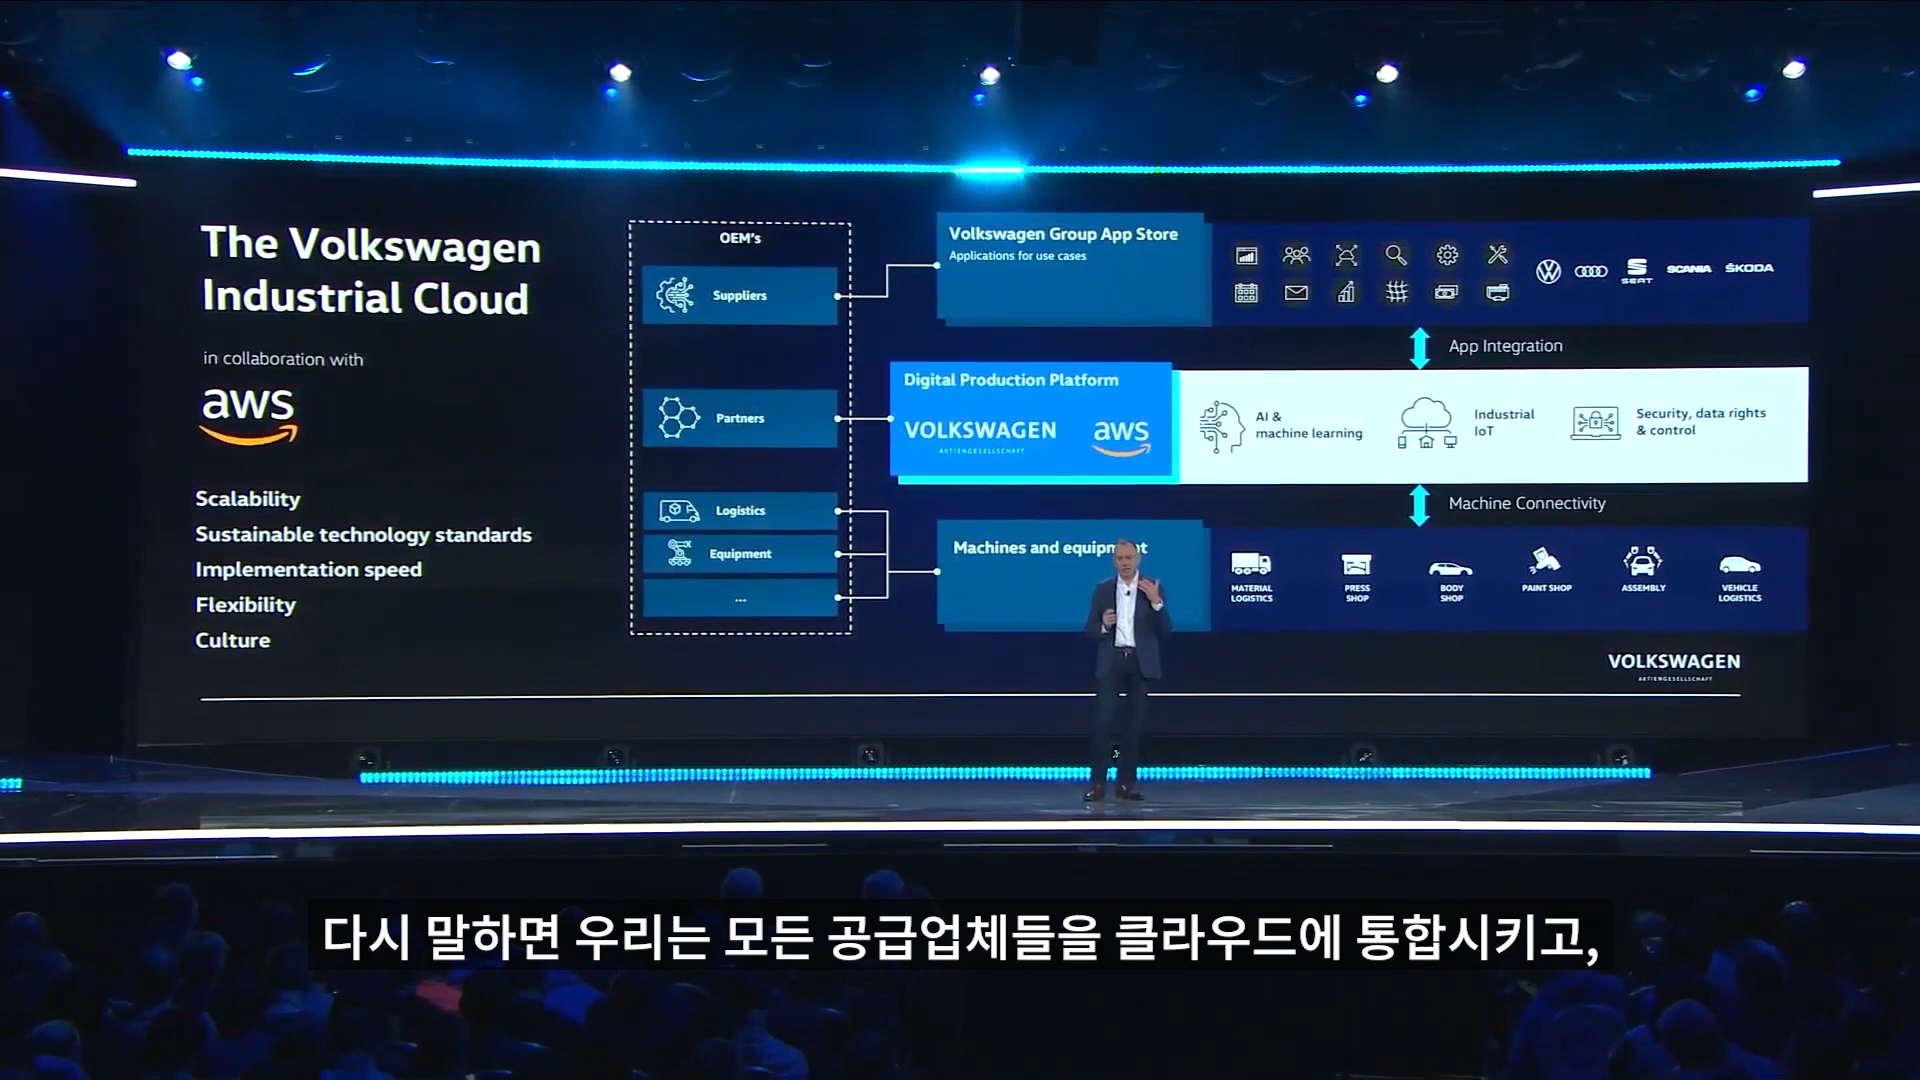 The Volkswagen
Industrial Cloud
in collaboration with
aws
Scalability
Sustainable technology standards
Implementation speed
Flexibility
Culture
OEM's
Suppliers
Partners
Logistics
Equipment
...
Volkswagen Group App Store
Applications for use cases
SEAT
SCANIA
ŠKODA
App Integration
Digital Production Platform
VOLKSWAGEN
AKTIENGESELLSCHAFT
aws
AI &
machine learning
Industrial
IoT
Security, data rights
& control
Machine Connectivity
Machines and equipment
MATERIAL
LOGISTICS
PRESS
SHOP
BODY
SHOP
PAINT SHOP
ASSEMBLY
VEHICLE
LOGISTICS
VOLKSWAGEN
AKTIENGESELLSCHAFT
다시 말하면 우리는 모든 공급업체들을 클라우드에 통합시키고,